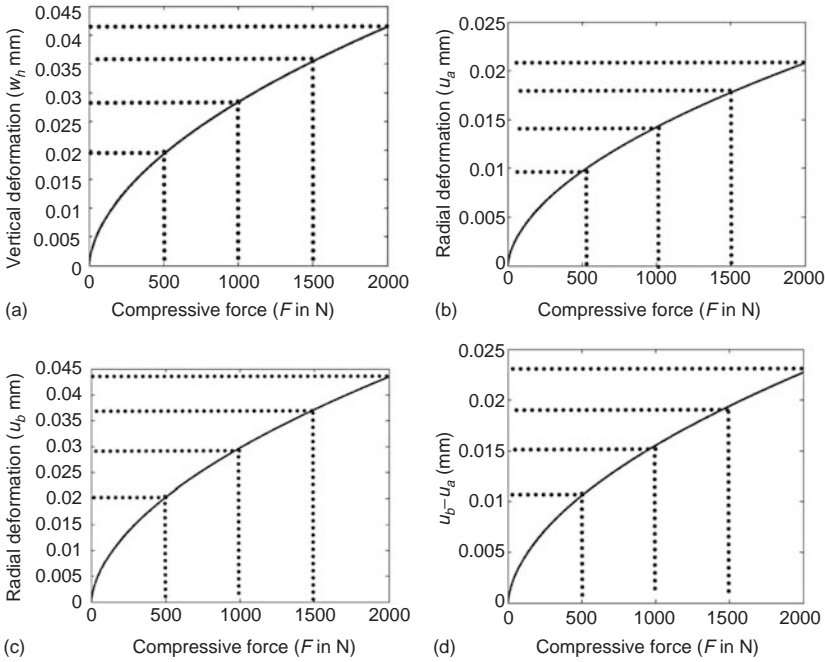 Vertical deformation (w_h mm)
0.045
0.04
0.035
0.03
0.025
0.02
0.015
0.01
0.005
0
0 500 1000 1500 2000
(a) Compressive force (F in N)
Radial deformation (u_a mm)
0.025
0.02
0.015
0.01
0.005
0
0 500 1000 1500 2000
(b) Compressive force (F in N)
Radial deformation (u_b mm)
0.045
0.04
0.035
0.03
0.025
0.02
0.015
0.01
0.005
0
0 500 1000 1500 2000
(c) Compressive force (F in N)
u_b–u_a (mm)
0.025
0.02
0.015
0.01
0.005
0
0 500 1000 1500 2000
(d) Compressive force (F in N)